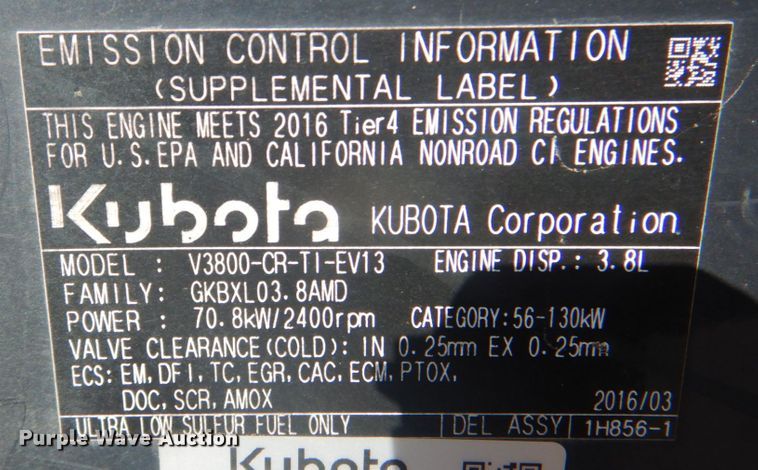 EMISSION CONTROL INFORMATION
(SUPPLEMENTAL LABEL)
THIS ENGINE MEETS 2016 Tier4 EMISSION REGULATIONS
FOR U.S.EPA AND CALIFORNIA NONROAD CI ENGINES.
Kubota KUBOTA Corporation
MODEL : V3800-CR-TI-EV13 ENGINE DISP.: 3.8L
FAMILY: GKBXL03.8AMD
POWER : 70.8kW/2400rpm CATEGORY:56-130kW
VALVE CLEARANCE(COLD): IN 0.25mm EX 0.25mm
ECS: EM, DFI, TC, EGR, CAC, ECM, PTOX,
DOC, SCR, AMOX 2016/03
ULTRA LOW SULFUR FUEL ONLY DEL ASSY 1H856-1
Purple Wave Auction
Kubota